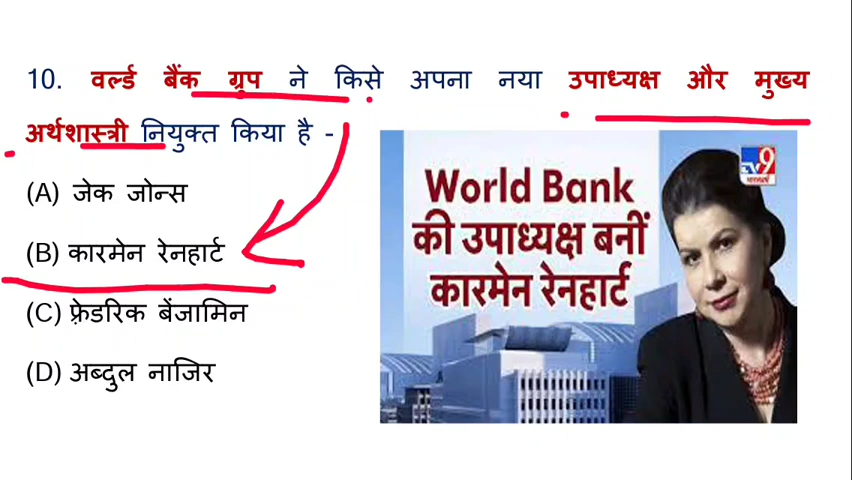 10. वर्ल्ड बैंक ग्रुप ने किसे अपना नया उपाध्यक्ष और मुख्य
अर्थशास्त्री नियुक्त किया है -
(A) जेक जोन्स
(B) कारमेन रेनहार्ट
(C) फ्रेडरिक बेंजामिन
(D) अब्दुल नाजिर
World Bank
की उपाध्यक्ष बनीं
कारमेन रेनहार्ट
TV9
भारतवर्ष